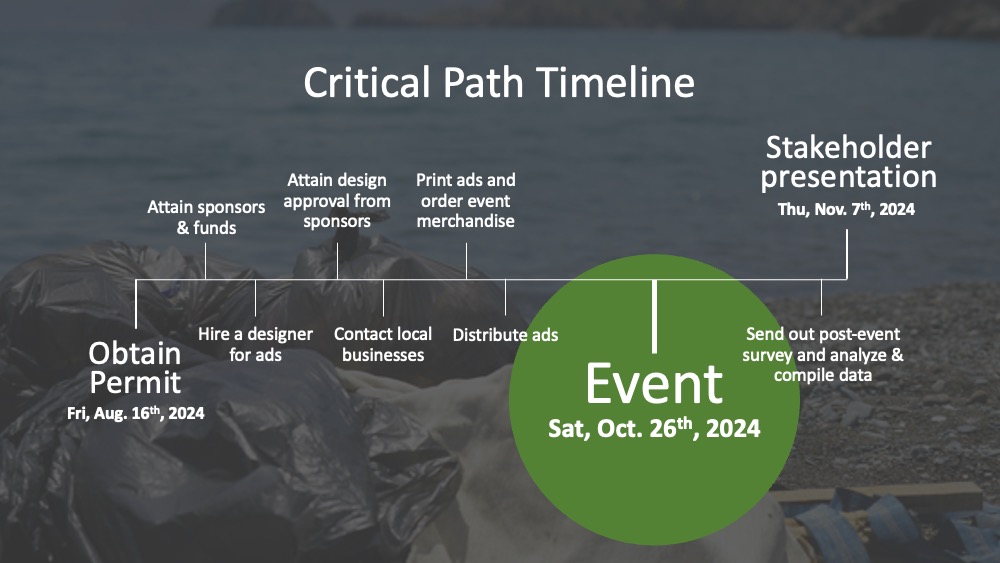 Critical Path Timeline
Obtain
Permit
Fri, Aug. 16th, 2024
Attain sponsors
& funds
Hire a designer
for ads
Attain design
approval from
sponsors
Contact local
businesses
Print ads and
order event
merchandise
Distribute ads
Event
Sat, Oct. 26th, 2024
Send out post-event
survey and analyze &
compile data
Stakeholder
presentation
Thu, Nov. 7th, 2024